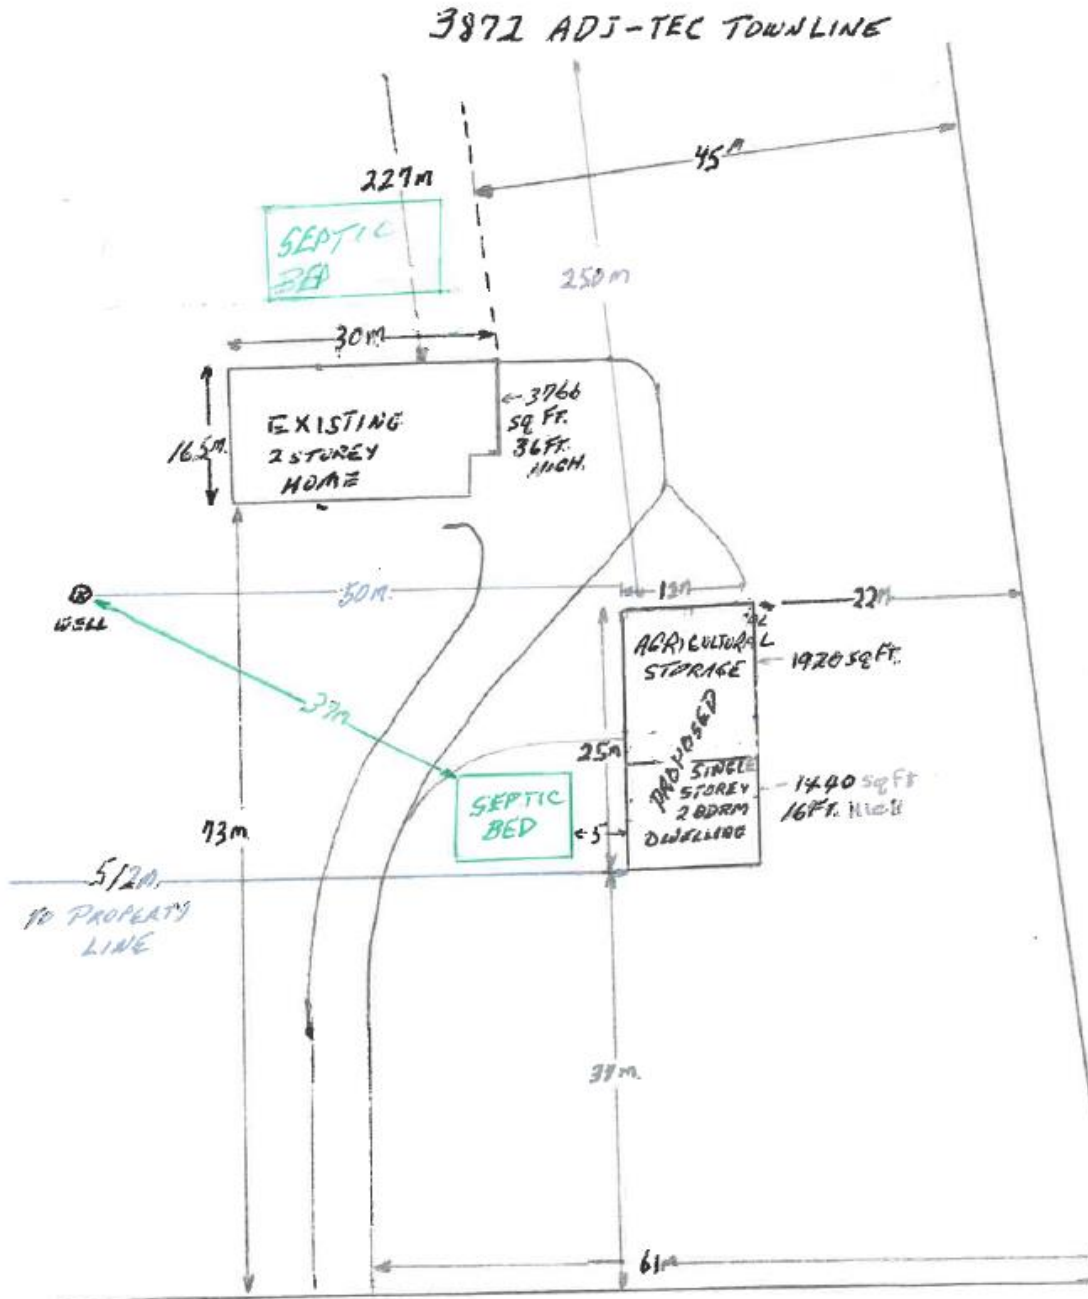 3872 ADJ-TEC TOWNLINE
45M
227M
SEPTIC
BED
250M
30M
EXISTING
2 STOREY
HOME
3766
SQ FT.
36FT.
HIGH.
16.5M.
50M.
WELL
22M
AGRICULTURAL
STORAGE
1920 SQ FT.
37M
25M
PROPOSED
SINGLE
STOREY
2 BDRM
DWELLING
1440 SQ FT
16FT. HIGH
SEPTIC
BED
5
73M
512M.
TO PROPERTY
LINE
61M